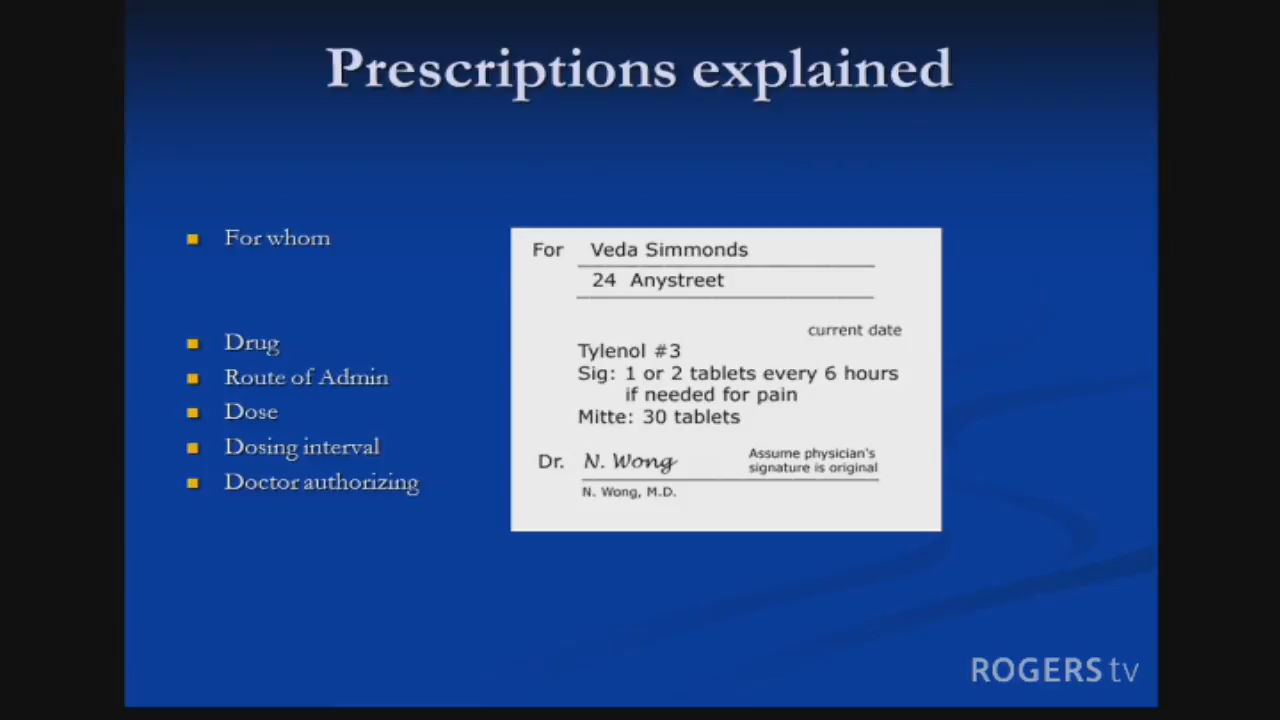 Prescriptions explained
For whom
Drug
Route of Admin
Dose
Dosing interval
Doctor authorizing
For Veda Simmonds
24 Anystreet
current date
Tylenol #3
Sig: 1 or 2 tablets every 6 hours
if needed for pain
Mitte: 30 tablets
Dr. N. Wong
Assume physician's
signature is original
N. Wong, M.D.
ROGERS tv